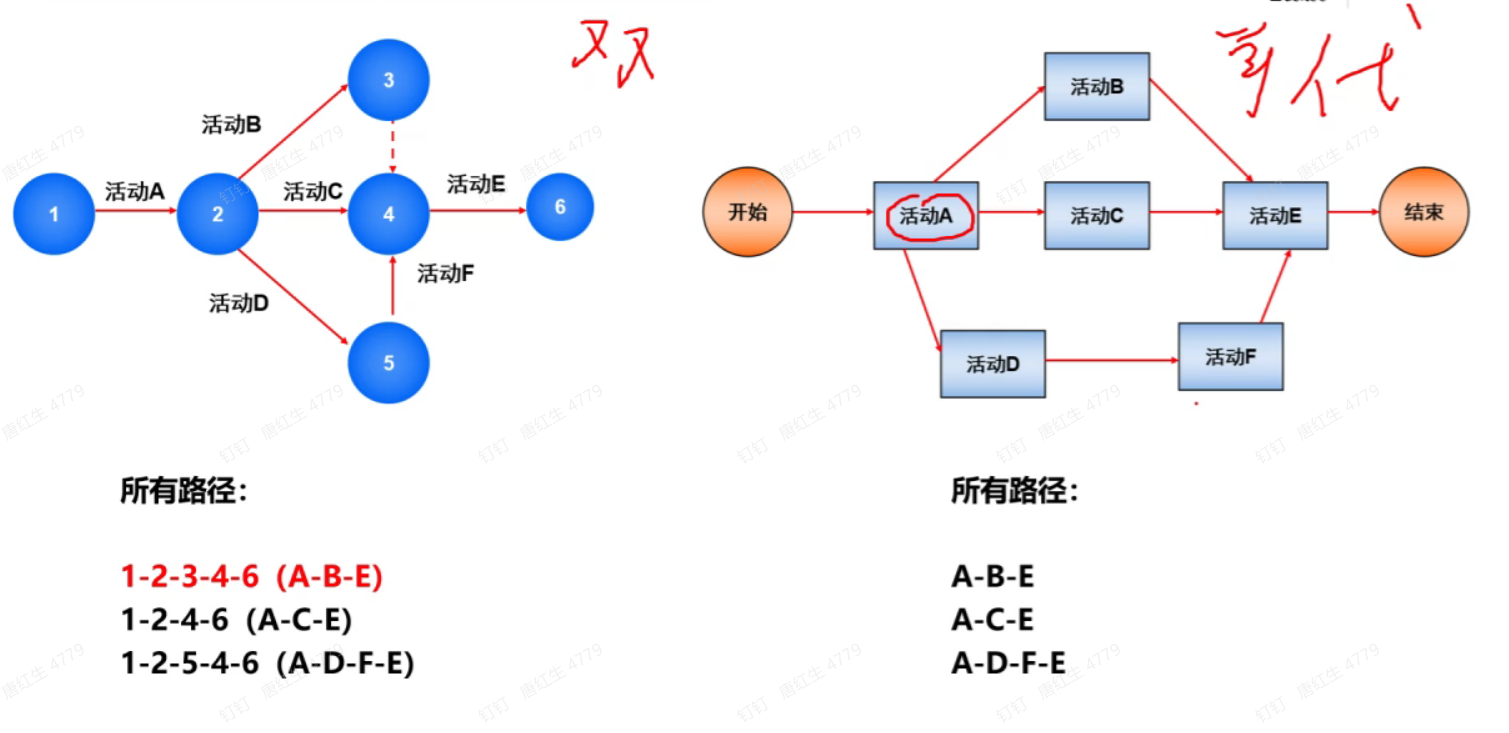 双
单代
3
活动B
活动A
活动C
活动E
1
2
4
6
活动D
活动F
5
活动B
开始
活动A
活动C
活动E
结束
活动D
活动F
所有路径:
1-2-3-4-6 (A-B-E)
1-2-4-6 (A-C-E)
1-2-5-4-6 (A-D-F-E)
所有路径:
A-B-E
A-C-E
A-D-F-E
钉钉 唐红生 4779